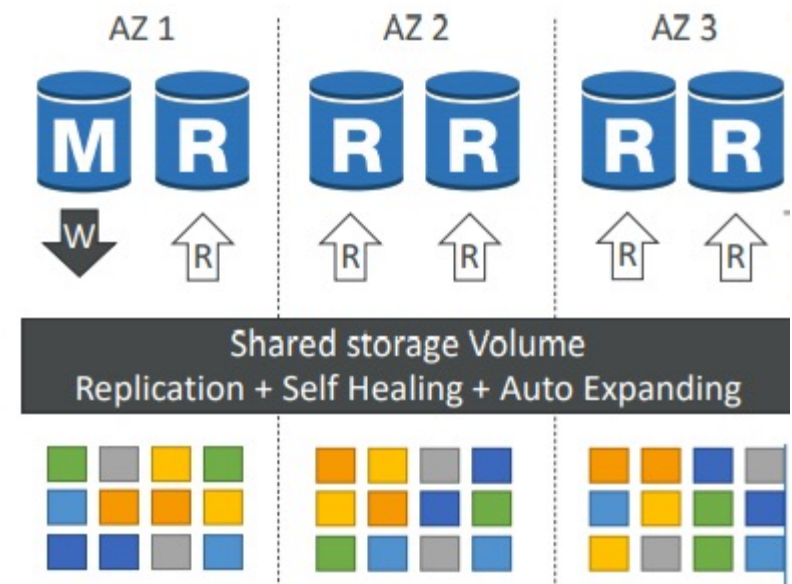 AZ 1 AZ 2 AZ 3
M R R R R R
W R R R R R
Shared storage Volume
Replication + Self Healing + Auto Expanding